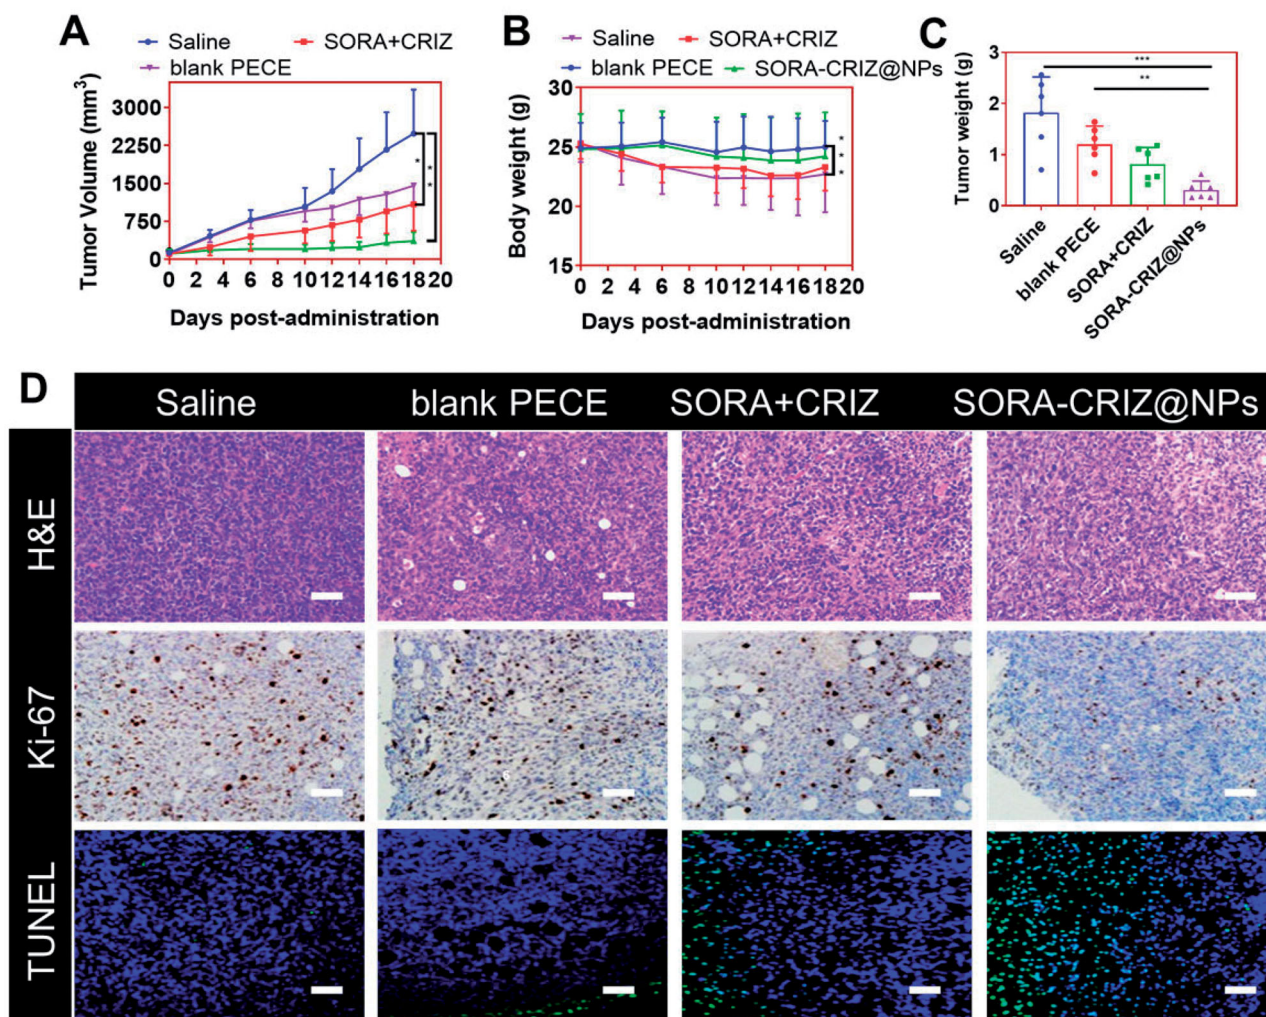 A
Saline
SORA+CRIZ
blank PECE
Tumor Volume (mm³)
3000
2250
1500
750
0
0 2 4 6 8 10 12 14 16 18 20
Days post-administration
*
*
*
B
Saline
SORA+CRIZ
blank PECE
SORA-CRIZ@NPs
Body weight (g)
30
25
20
15
0 2 4 6 8 10 12 14 16 18 20
Days post-administration
*
*
*
C
Tumor weight (g)
3
2
1
0
***
**
Saline
blank PECE
SORA+CRIZ
SORA-CRIZ@NPs
D
Saline
blank PECE
SORA+CRIZ
SORA-CRIZ@NPs
H&E
Ki-67
TUNEL